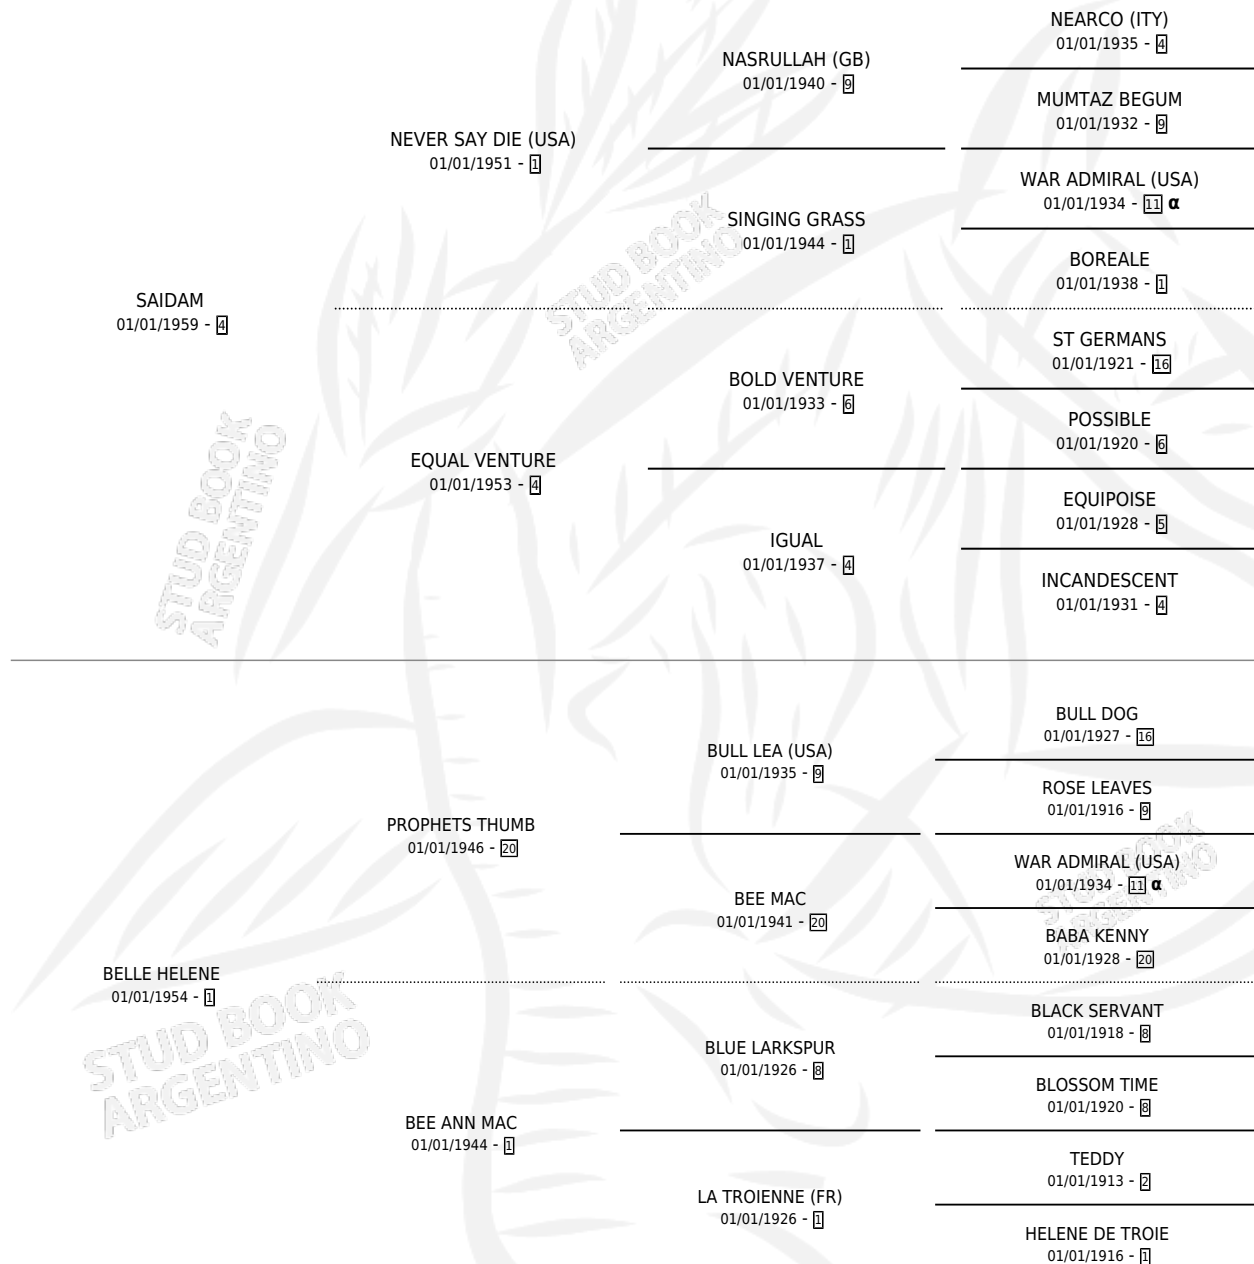 NEARCO (ITY)
01/01/1935 - 4
NASRULLAH (GB)
01/01/1940 - 9
MUMTAZ BEGUM
01/01/1932 - 9
NEVER SAY DIE (USA)
01/01/1951 - 1
WAR ADMIRAL (USA)
01/01/1934 - 11 α
SINGING GRASS
01/01/1944 - 1
BOREALE
01/01/1938 - 1
SAIDAM
01/01/1959 - 4
ST GERMANS
01/01/1921 - 16
BOLD VENTURE
01/01/1933 - 6
POSSIBLE
01/01/1920 - 6
EQUAL VENTURE
01/01/1953 - 4
EQUIPOISE
01/01/1928 - 5
IGUAL
01/01/1937 - 4
INCANDESCENT
01/01/1931 - 4
BULL DOG
01/01/1927 - 16
BULL LEA (USA)
01/01/1935 - 9
ROSE LEAVES
01/01/1916 - 9
PROPHETS THUMB
01/01/1946 - 20
WAR ADMIRAL (USA)
01/01/1934 - 11 α
BEE MAC
01/01/1941 - 20
BABA KENNY
01/01/1928 - 20
BELLE HELENE
01/01/1954 - 1
BLACK SERVANT
01/01/1918 - 8
BLUE LARKSPUR
01/01/1926 - 8
BLOSSOM TIME
01/01/1920 - 8
BEE ANN MAC
01/01/1944 - 1
TEDDY
01/01/1913 - 2
LA TROIENNE (FR)
01/01/1926 - 1
HELENE DE TROIE
01/01/1916 - 1
STUD BOOK
ARGENTINO
STUD BOOK
ARGENTINO
STUD BOOK
ARGENTINO
STUD BOOK
ARGENTINO